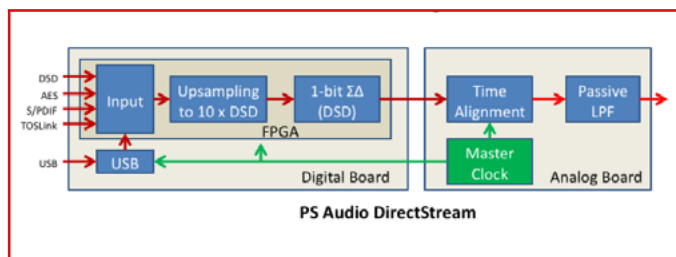 DSD
AES
S/PDIF
TOSLink
USB
Input
Upsampling
to 10 x DSD
1-bit ΣΔ
(DSD)
FPGA
USB
Digital Board
Time
Alignment
Passive
LPF
Master
Clock
Analog Board
PS Audio DirectStream